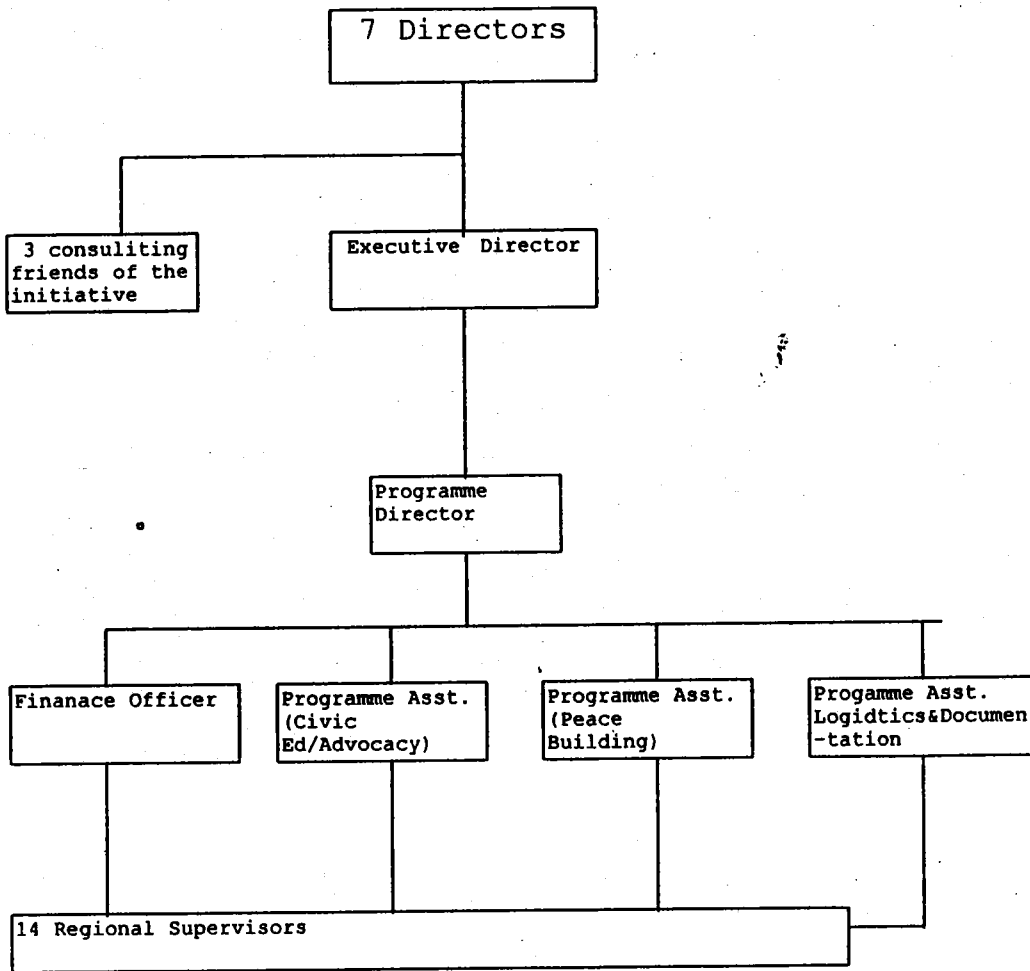 7 Directors
3 consuliting
friends of the
initiative
Executive Director
Programme
Director
Finanace Officer
Programme Asst.
(Civic
Ed/Advocacy)
Programme Asst.
(Peace
Building)
Progamme Asst.
Logidtics&Documen
-tation
14 Regional Supervisors